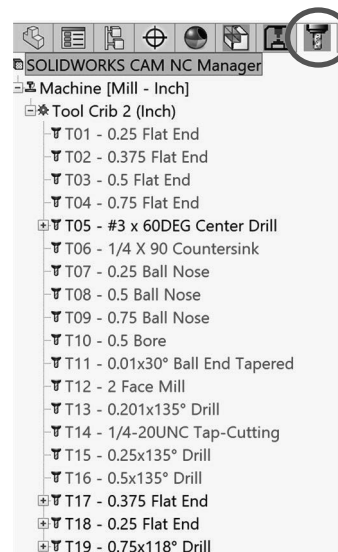 SOLIDWORKS CAM NC Manager
Machine [Mill - Inch]
Tool Crib 2 (Inch)
T01 - 0.25 Flat End
T02 - 0.375 Flat End
T03 - 0.5 Flat End
T04 - 0.75 Flat End
T05 - #3 x 60DEG Center Drill
T06 - 1/4 X 90 Countersink
T07 - 0.25 Ball Nose
T08 - 0.5 Ball Nose
T09 - 0.75 Ball Nose
T10 - 0.5 Bore
T11 - 0.01x30° Ball End Tapered
T12 - 2 Face Mill
T13 - 0.201x135° Drill
T14 - 1/4-20UNC Tap-Cutting
T15 - 0.25x135° Drill
T16 - 0.5x135° Drill
T17 - 0.375 Flat End
T18 - 0.25 Flat End
T19 - 0.75x118° Drill